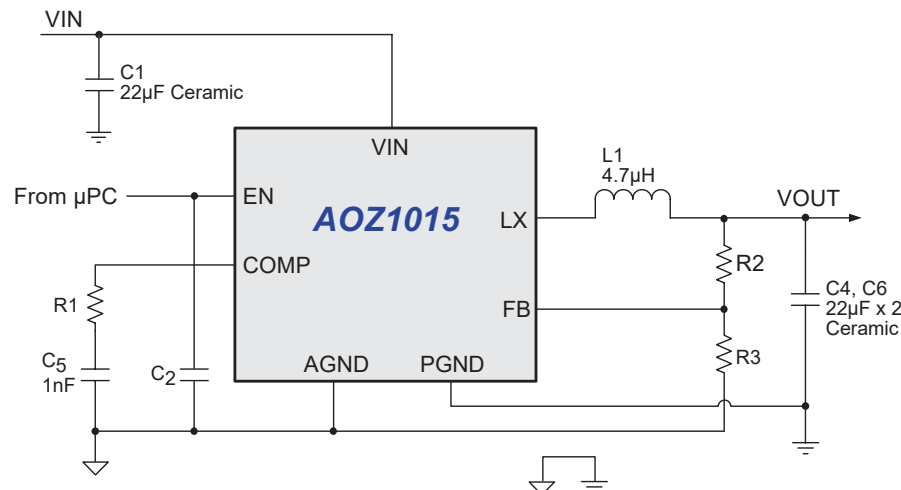 VIN
C1
22µF Ceramic
VIN
From µPC
EN
AOZ1015
LX
L1
4.7µH
VOUT
COMP
R2
R1
FB
C4, C6
22µF x 2
Ceramic
C5
1nF
C2
R3
AGND
PGND